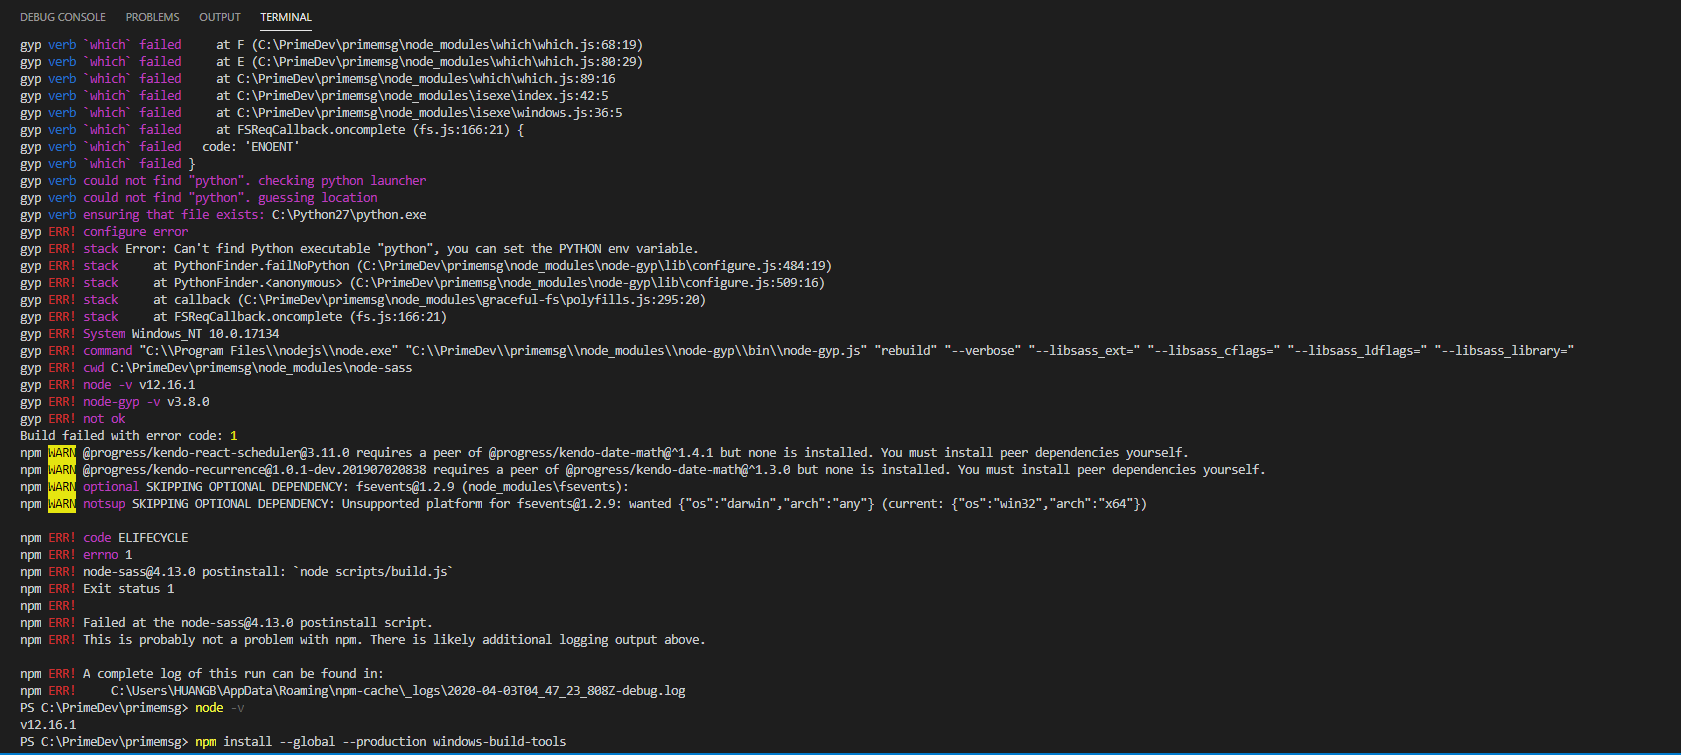 DEBUG CONSOLE PROBLEMS OUTPUT TERMINAL
gyp verb `which` failed     at F (C:\PrimeDev\primemsg\node_modules\which\which.js:68:19)
gyp verb `which` failed     at E (C:\PrimeDev\primemsg\node_modules\which\which.js:80:29)
gyp verb `which` failed     at C:\PrimeDev\primemsg\node_modules\which\which.js:89:16
gyp verb `which` failed     at C:\PrimeDev\primemsg\node_modules\isexe\index.js:42:5
gyp verb `which` failed     at C:\PrimeDev\primemsg\node_modules\isexe\windows.js:36:5
gyp verb `which` failed     at FSReqCallback.oncomplete (fs.js:166:21) {
gyp verb `which` failed   code: 'ENOENT'
gyp verb `which` failed }
gyp verb could not find "python". checking python launcher
gyp verb could not find "python". guessing location
gyp verb ensuring that file exists: C:\Python27\python.exe
gyp ERR! configure error
gyp ERR! stack Error: Can't find Python executable "python", you can set the PYTHON env variable.
gyp ERR! stack     at PythonFinder.failNoPython (C:\PrimeDev\primemsg\node_modules\node-gyp\lib\configure.js:484:19)
gyp ERR! stack     at PythonFinder.<anonymous> (C:\PrimeDev\primemsg\node_modules\node-gyp\lib\configure.js:509:16)
gyp ERR! stack     at callback (C:\PrimeDev\primemsg\node_modules\graceful-fs\polyfills.js:295:20)
gyp ERR! stack     at FSReqCallback.oncomplete (fs.js:166:21)
gyp ERR! System Windows_NT 10.0.17134
gyp ERR! command "C:\\Program Files\\nodejs\\node.exe" "C:\\PrimeDev\\primemsg\\node_modules\\node-gyp\\bin\\node-gyp.js" "rebuild" "--verbose" "--libsass_ext=" "--libsass_cflags=" "--libsass_ldflags=" "--libsass_library="
gyp ERR! cwd C:\PrimeDev\primemsg\node_modules\node-sass
gyp ERR! node -v v12.16.1
gyp ERR! node-gyp -v v3.8.0
gyp ERR! not ok
Build failed with error code: 1
npm WARN @progress/kendo-react-scheduler@3.11.0 requires a peer of @progress/kendo-date-math@^1.4.1 but none is installed. You must install peer dependencies yourself.
npm WARN @progress/kendo-recurrence@1.0.1-dev.201907020838 requires a peer of @progress/kendo-date-math@^1.3.0 but none is installed. You must install peer dependencies yourself.
npm WARN optional SKIPPING OPTIONAL DEPENDENCY: fsevents@1.2.9 (node_modules\fsevents):
npm WARN notsup SKIPPING OPTIONAL DEPENDENCY: Unsupported platform for fsevents@1.2.9: wanted {"os":"darwin","arch":"any"} (current: {"os":"win32","arch":"x64"})
npm ERR! code ELIFECYCLE
npm ERR! errno 1
npm ERR! node-sass@4.13.0 postinstall: `node scripts/build.js`
npm ERR! Exit status 1
npm ERR!
npm ERR! Failed at the node-sass@4.13.0 postinstall script.
npm ERR! This is probably not a problem with npm. There is likely additional logging output above.
npm ERR! A complete log of this run can be found in:
npm ERR!     C:\Users\HUANGB\AppData\Roaming\npm-cache\_logs\2020-04-03T04_47_23_808Z-debug.log
PS C:\PrimeDev\primemsg> node -v
v12.16.1
PS C:\PrimeDev\primemsg> npm install --global --production windows-build-tools